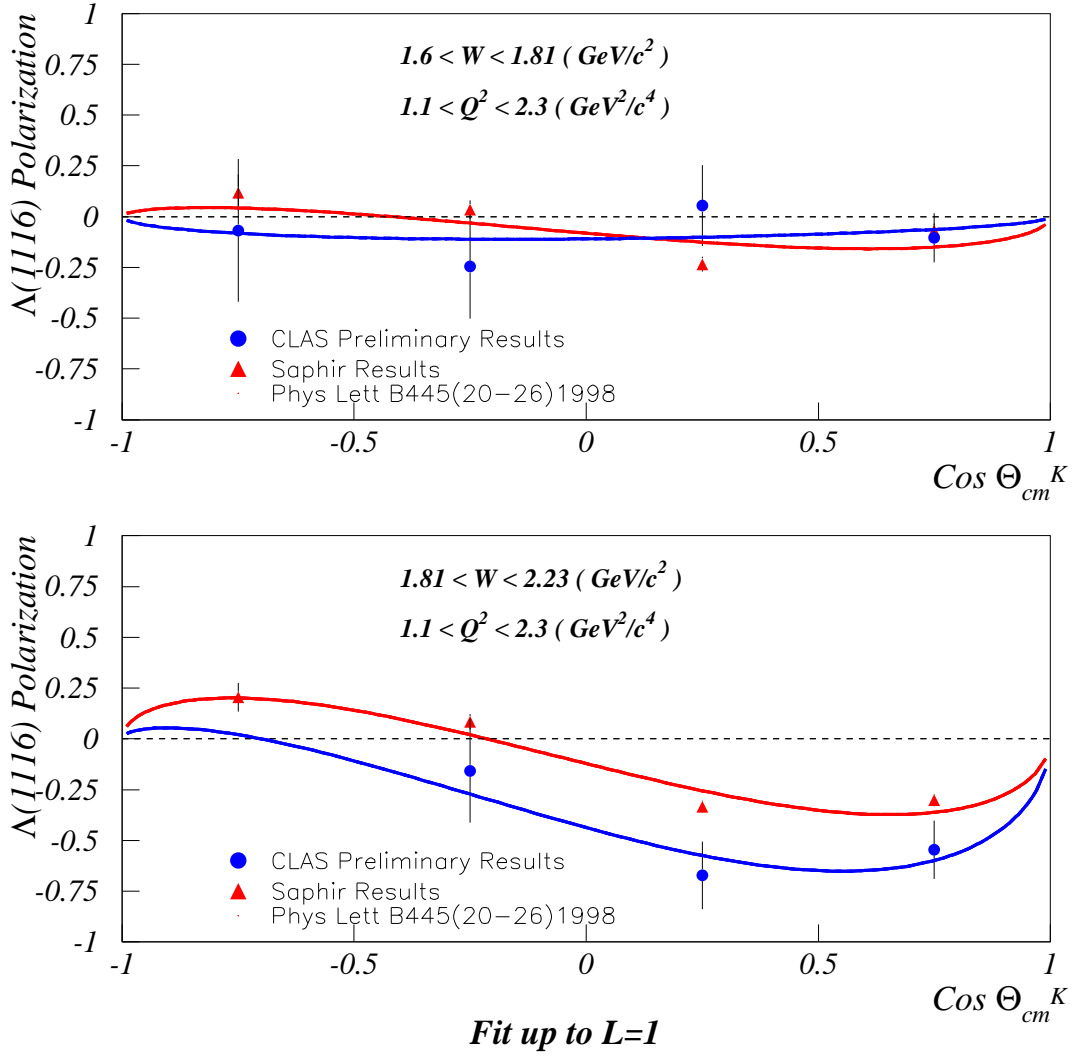 Λ(1116) Polarization
1
0.75
0.5
0.25
0
-0.25
-0.5
-0.75
-1
1.6 < W < 1.81 ( GeV/c² )
1.1 < Q² < 2.3 ( GeV²/c⁴ )
CLAS Preliminary Results
Saphir Results
Phys Lett B445(20-26)1998
-1 -0.5 0 0.5 1
Cos Θcm K
Λ(1116) Polarization
1
0.75
0.5
0.25
0
-0.25
-0.5
-0.75
-1
1.81 < W < 2.23 ( GeV/c² )
1.1 < Q² < 2.3 ( GeV²/c⁴ )
CLAS Preliminary Results
Saphir Results
Phys Lett B445(20-26)1998
-1 -0.5 0 0.5 1
Cos Θcm K
Fit up to L=1